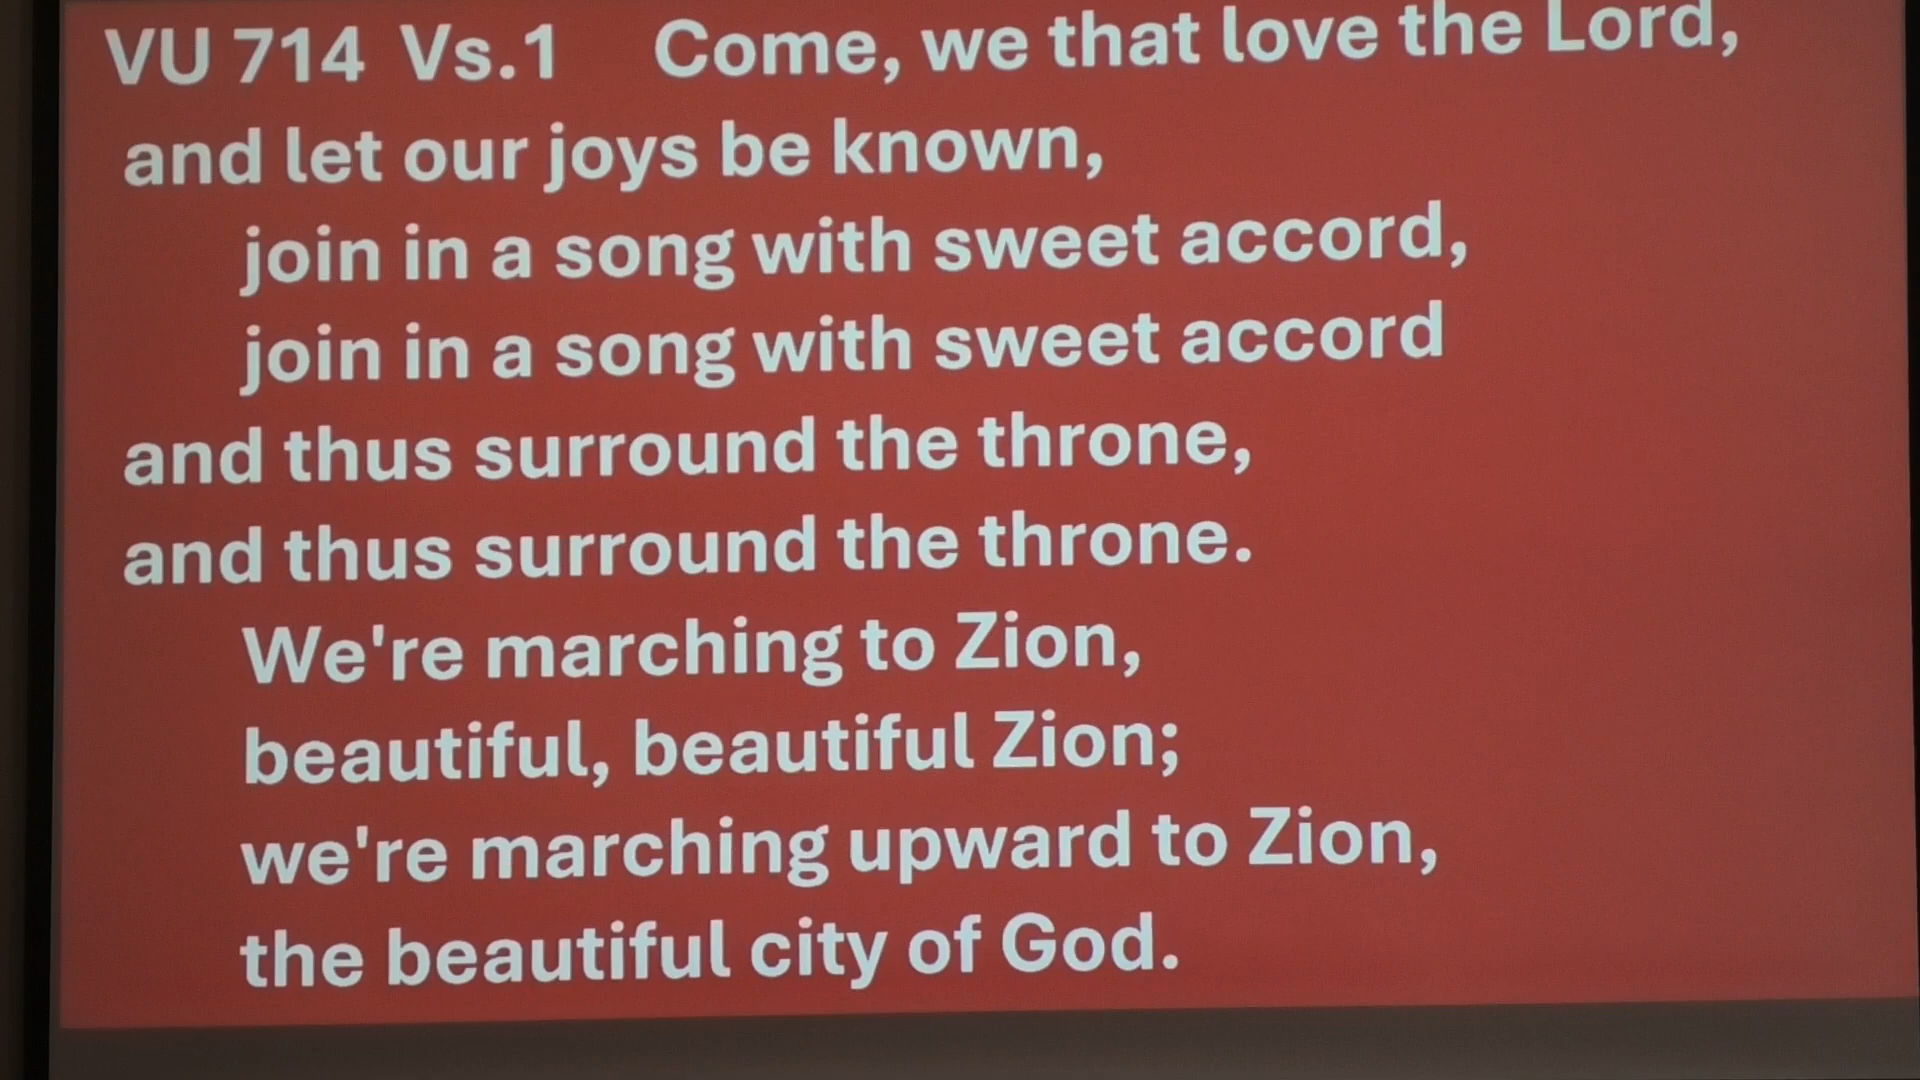 VU 714 Vs.1 Come, we that love the Lord,
and let our joys be known,
join in a song with sweet accord,
join in a song with sweet accord
and thus surround the throne,
and thus surround the throne.
We're marching to Zion,
beautiful, beautiful Zion;
we're marching upward to Zion,
the beautiful city of God.